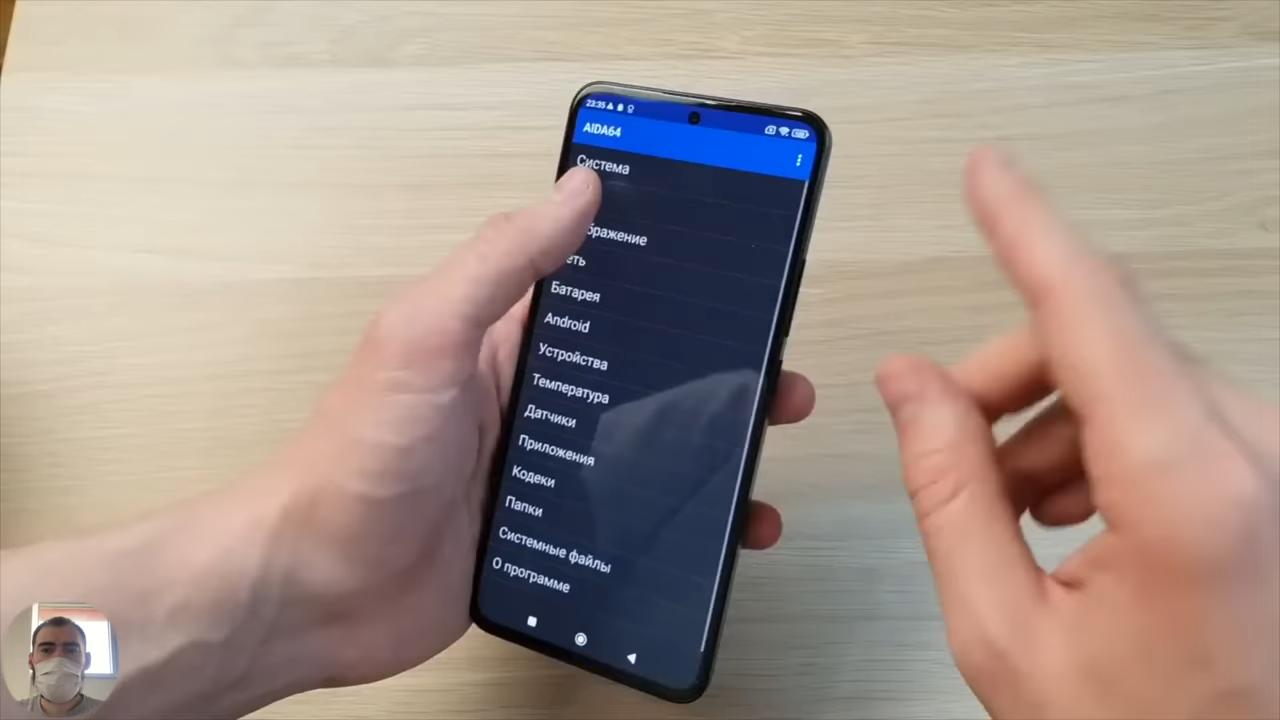 23:35
AIDA64
Система
бражение
еть
Батарея
Android
Устройства
Температура
Датчики
Приложения
Кодеки
Папки
Системные файлы
О программе